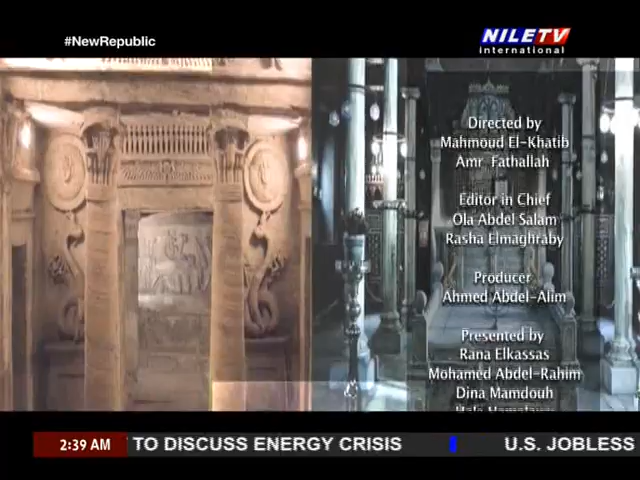 #NewRepublic
NILETV
international
Directed by
Mahmoud El-Khatib
Amr Fathallah
Editor in Chief
Ola Abdel Salam
Rasha Elmaghraby
Producer
Ahmed Abdel-Alim
Presented by
Rana Elkassas
Mohamed Abdel-Rahim
Dina Mamdouh
2:39 AM TO DISCUSS ENERGY CRISIS U.S. JOBLESS